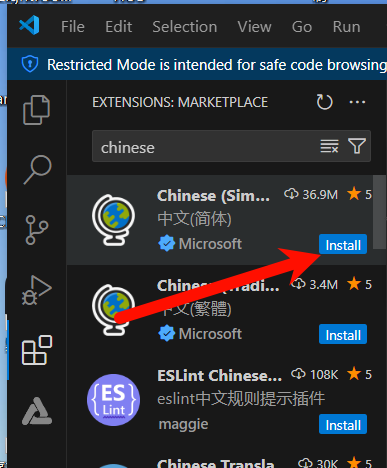 File Edit Selection View Go Run
Restricted Mode is intended for safe code browsing
EXTENSIONS: MARKETPLACE
chinese
Chinese (Sim... 36.9M 5
中文(简体)
Microsoft Install
Chinese (Tradi... 3.4M 5
中文(繁體)
Microsoft Install
ESLint Chinese... 108K 5
ES Lint
eslint中文规则提示插件
maggie Install
Chinese Transla...